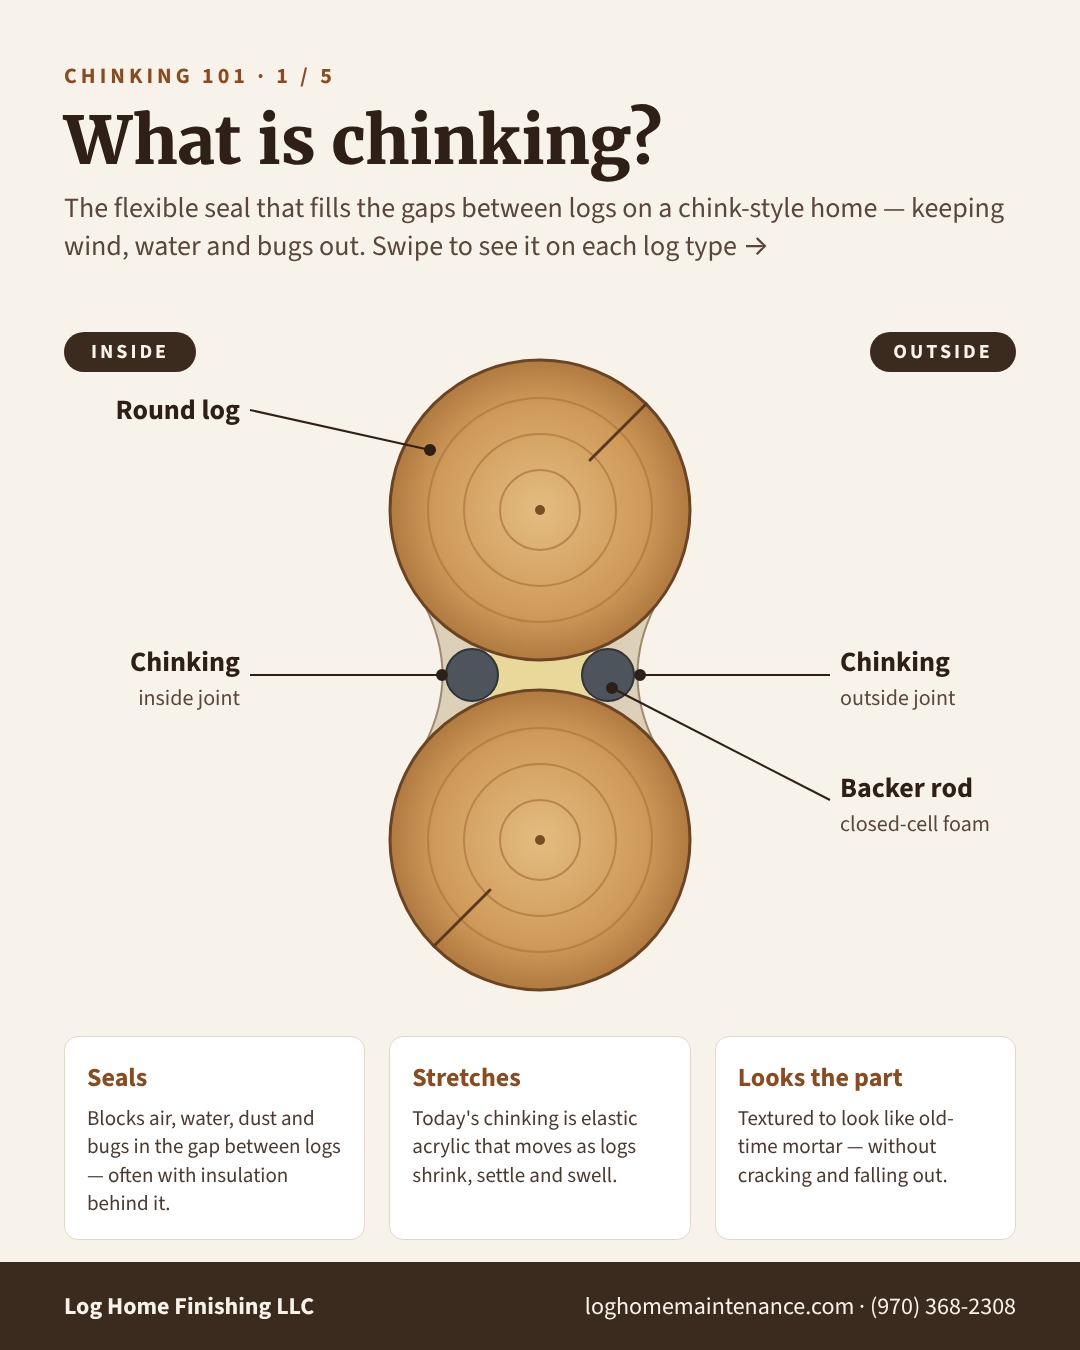 CHINKING 101 · 1 / 5
What is chinking?
The flexible seal that fills the gaps between logs on a chink-style home — keeping
wind, water and bugs out. Swipe to see it on each log type →
INSIDE
OUTSIDE
Round log
Chinking
inside joint
Chinking
outside joint
Backer rod
closed-cell foam
Seals
Blocks air, water, dust and
bugs in the gap between logs
— often with insulation
behind it.
Stretches
Today's chinking is elastic
acrylic that moves as logs
shrink, settle and swell.
Looks the part
Textured to look like old-
time mortar — without
cracking and falling out.
Log Home Finishing LLC
loghomemaintenance.com · (970) 368-2308